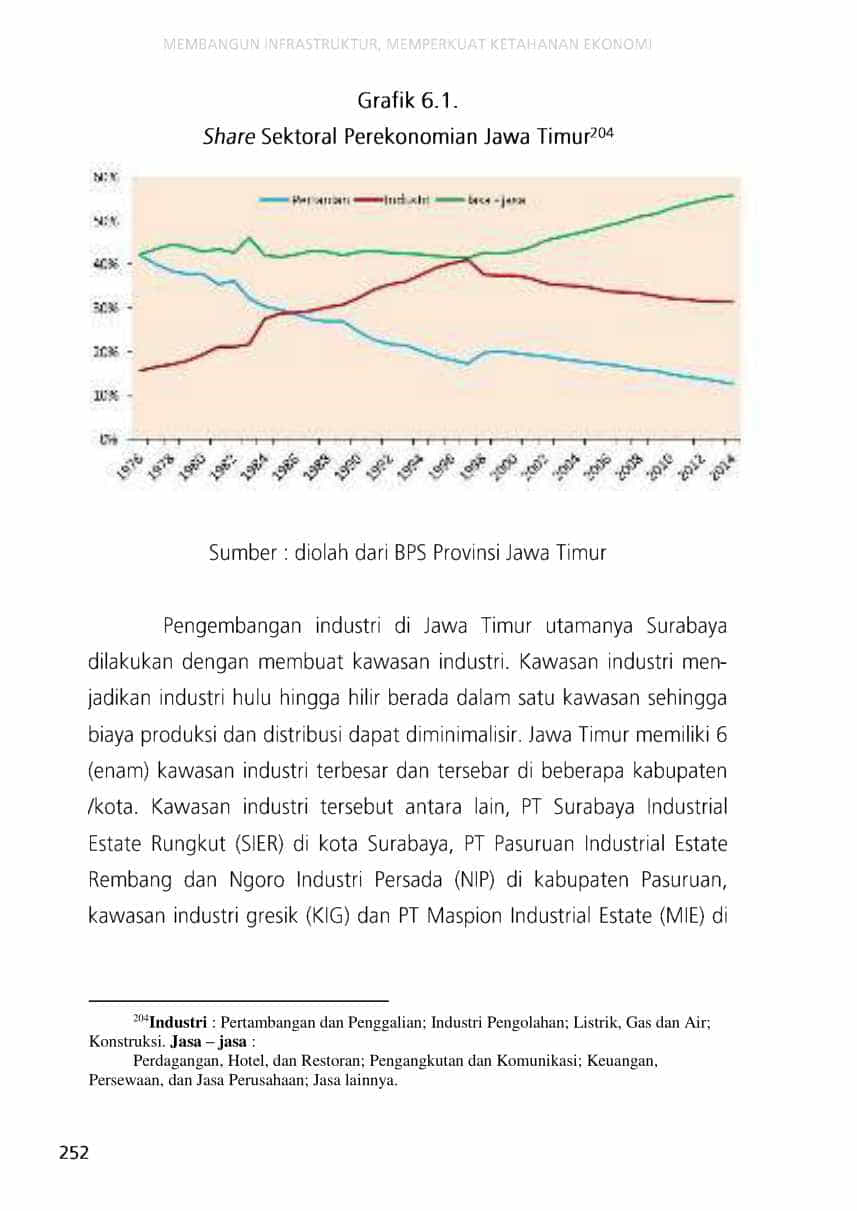 MEMBANGUN INFRASTRUKTUR, MEMPERKUAT KETAHANAN EKONOMI
Grafik 6.1.
Share Sektoral Perekonomian Jawa Timur204
60%
Pertanian Industri Jasa - jasa
50%
40%
30%
20%
10%
0%
1976 1978 1980 1982 1984 1986 1988 1990 1992 1994 1996 1998 2000 2002 2004 2006 2008 2010 2012 2014
Sumber : diolah dari BPS Provinsi Jawa Timur
Pengembangan industri di Jawa Timur utamanya Surabaya
dilakukan dengan membuat kawasan industri. Kawasan industri men-
jadikan industri hulu hingga hilir berada dalam satu kawasan sehingga
biaya produksi dan distribusi dapat diminimalisir. Jawa Timur memiliki 6
(enam) kawasan industri terbesar dan tersebar di beberapa kabupaten
/kota. Kawasan industri tersebut antara lain, PT Surabaya Industrial
Estate Rungkut (SIER) di kota Surabaya, PT Pasuruan Industrial Estate
Rembang dan Ngoro Industri Persada (NIP) di kabupaten Pasuruan,
kawasan industri gresik (KIG) dan PT Maspion Industrial Estate (MIE) di
204Industri : Pertambangan dan Penggalian; Industri Pengolahan; Listrik, Gas dan Air;
Konstruksi. Jasa – jasa :
Perdagangan, Hotel, dan Restoran; Pengangkutan dan Komunikasi; Keuangan,
Persewaan, dan Jasa Perusahaan; Jasa lainnya.
252